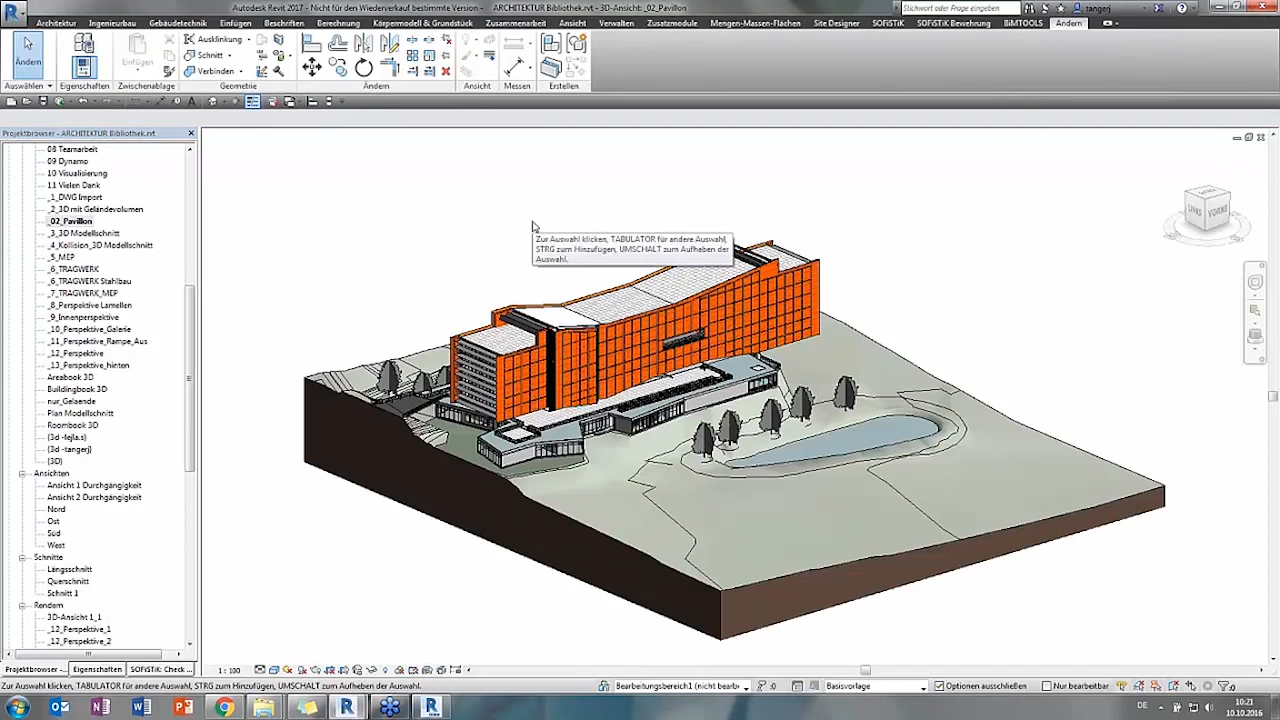 Autodesk Revit 2017 - Nicht für den Wiederverkauf bestimmte Version - ARCHITEKTUR Bibliothek.rvt - 3D-Ansicht: _02_Pavillon
Stichwort oder Frage eingeben
tangerj
Architektur Ingenieurbau Gebäudetechnik Einfügen Beschriften Berechnung Körpermodell & Grundstück Zusammenarbeit Ansicht Verwalten Zusatzmodule Mengen-Massen-Flächen Site Designer SOFiSTiK SOFiSTiK Bewehrung BiMTOOLS Ändern
Ausklinkung
Schnitt
Verbinden
Ändern
Einfügen
Auswählen Eigenschaften Zwischenablage Geometrie Ändern Ansicht Messen Erstellen
Projektbrowser - ARCHITEKTUR Bibliothek.rvt
08 Teamarbeit
09 Dynamo
10 Visualisierung
11 Vielen Dank
_1_DWG Import
_2_3D mit Geländevolumen
_02_Pavillon
_3_3D Modellschnitt
_4_Kollision_3D Modellschnitt
_5_MEP
_6_TRAGWERK
_6_TRAGWERK Stahlbau
_7_TRAGWERK_MEP
_8_Perspektive Lamellen
_9_Innenperspektive
_10_Perspektive_Galerie
_11_Perspektive_Rampe_Aus
_12_Perspektive
_13_Perspektive_hinten
Areabook 3D
Buildingbook 3D
nur_Gelaende
Plan Modellschnitt
Roombook 3D
{3d -lejla.s}
{3d -tangerj}
{3D}
Ansichten
Ansicht 1 Durchgängigkeit
Ansicht 2 Durchgängigkeit
Nord
Ost
Süd
West
Schnitte
Längsschnitt
Querschnitt
Schnitt 1
Rendern
3D-Ansicht 1_1
_12_Perspektive_1
_12_Perspektive_2
Projektbrowser -... Eigenschaften SOFiSTiK: Check ...
Zur Auswahl klicken, TABULATOR für andere Auswahl,
STRG zum Hinzufügen, UMSCHALT zum Aufheben der
Auswahl.
LINKS
VORNE
1 : 100
Zur Auswahl klicken, TABULATOR für andere Auswahl, STRG zum Hinzufügen, UMSCHALT zum Aufheben der Auswahl.
Bearbeitungsbereich1 (nicht bearb
:0
Basisvorlage
Optionen ausschließen
Nur bearbeitbar
:0
DE
10:21
10.10.2016